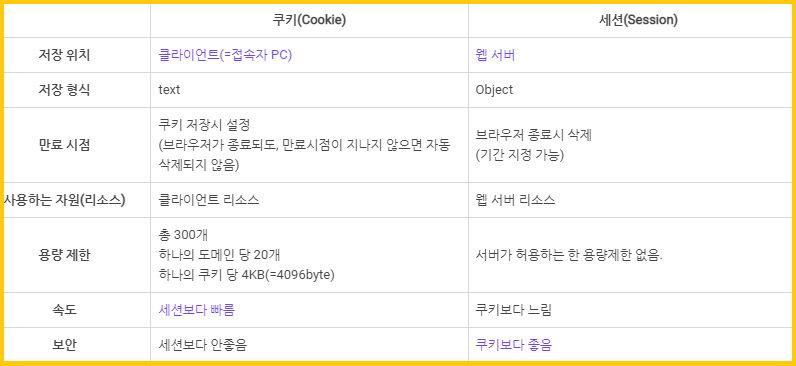 쿠키(Cookie) 세션(Session)
저장 위치 클라이언트(=접속자 PC) 웹 서버
저장 형식 text Object
만료 시점
쿠키 저장시 설정
(브라우저가 종료되도, 만료시점이 지나지 않으면 자동
삭제되지 않음)
브라우저 종료시 삭제
(기간 지정 가능)
사용하는 자원(리소스) 클라이언트 리소스 웹 서버 리소스
용량 제한
총 300개
하나의 도메인 당 20개
하나의 쿠키 당 4KB(=4096byte)
서버가 허용하는 한 용량제한 없음.
속도 세션보다 빠름 쿠키보다 느림
보안 세션보다 안좋음 쿠키보다 좋음